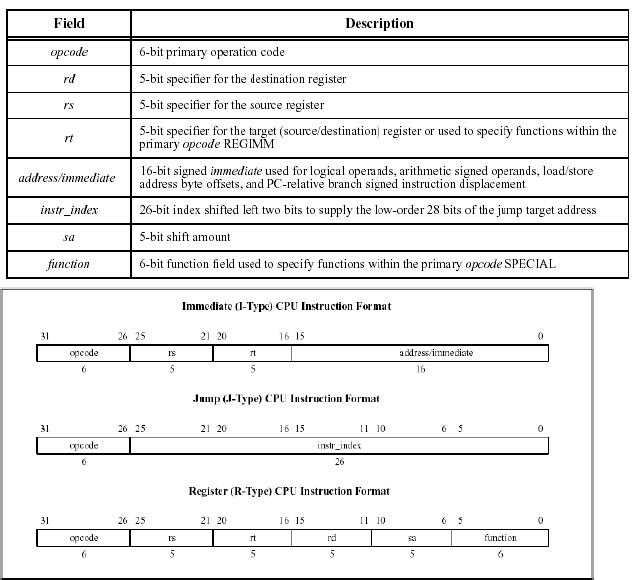 Field Description
opcode 6-bit primary operation code
rd 5-bit specifier for the destination register
rs 5-bit specifier for the source register
rt 5-bit specifier for the target (source/destination) register or used to specify functions within the
primary opcode REGIMM
address/immediate 16-bit signed immediate used for logical operands, arithmetic signed operands, load/store
address byte offsets, and PC-relative branch signed instruction displacement
instr_index 26-bit index shifted left two bits to supply the low-order 28 bits of the jump target address
sa 5-bit shift amount
function 6-bit function field used to specify functions within the primary opcode SPECIAL
Immediate (I-Type) CPU Instruction Format
31 26 25 21 20 16 15 0
opcode rs rt address/immediate
6 5 5 16
Jump (J-Type) CPU Instruction Format
31 26 25 21 20 16 15 11 10 6 5 0
opcode instr_index
6 26
Register (R-Type) CPU Instruction Format
31 26 25 21 20 16 15 11 10 6 5 0
opcode rs rt rd sa function
6 5 5 5 5 6